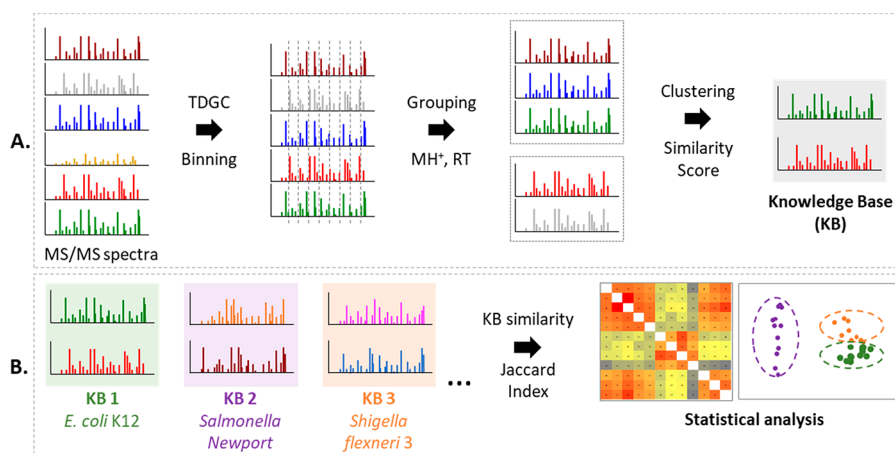 A.
MS/MS spectra
TDGC
Binning
Grouping
MH⁺, RT
Clustering
Similarity
Score
Knowledge Base
(KB)
B.
KB 1
E. coli K12
KB 2
Salmonella
Newport
KB 3
Shigella
flexneri 3
...
KB similarity
Jaccard
Index
Statistical analysis